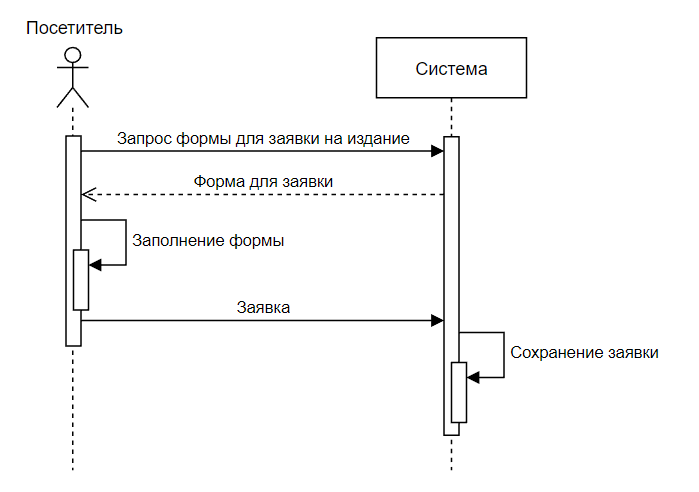 Посетитель
Система
Запрос формы для заявки на издание
Форма для заявки
Заполнение формы
Заявка
Сохранение заявки